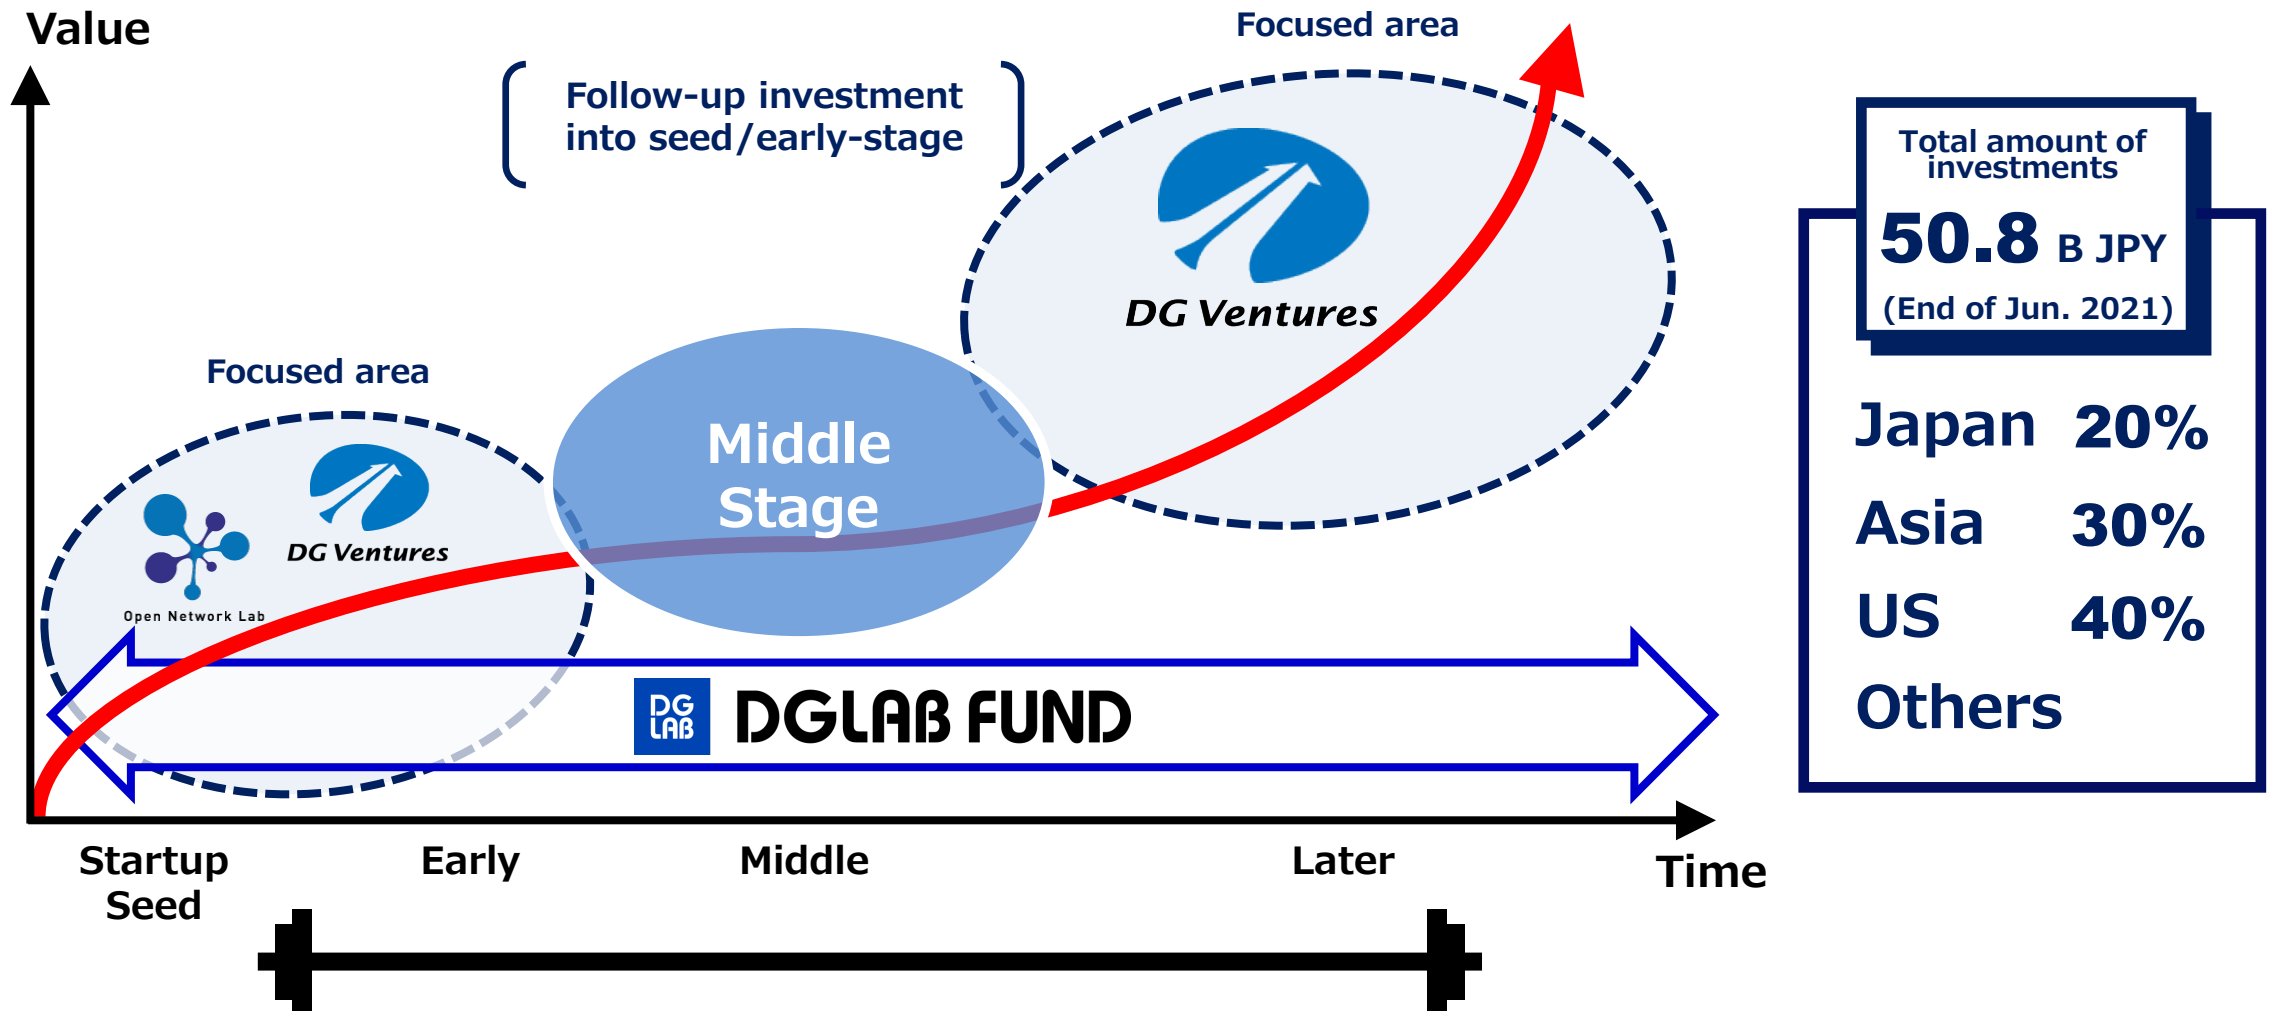 Value
Focused area
Follow-up investment
into seed/early-stage
DG Ventures
Focused area
Middle
Stage
DG Ventures
Open Network Lab
DG
LAB
DGLAB FUND
Startup
Seed
Early
Middle
Later
Time
Total amount of
investments
50.8 B JPY
(End of Jun. 2021)
Japan 20%
Asia 30%
US 40%
Others